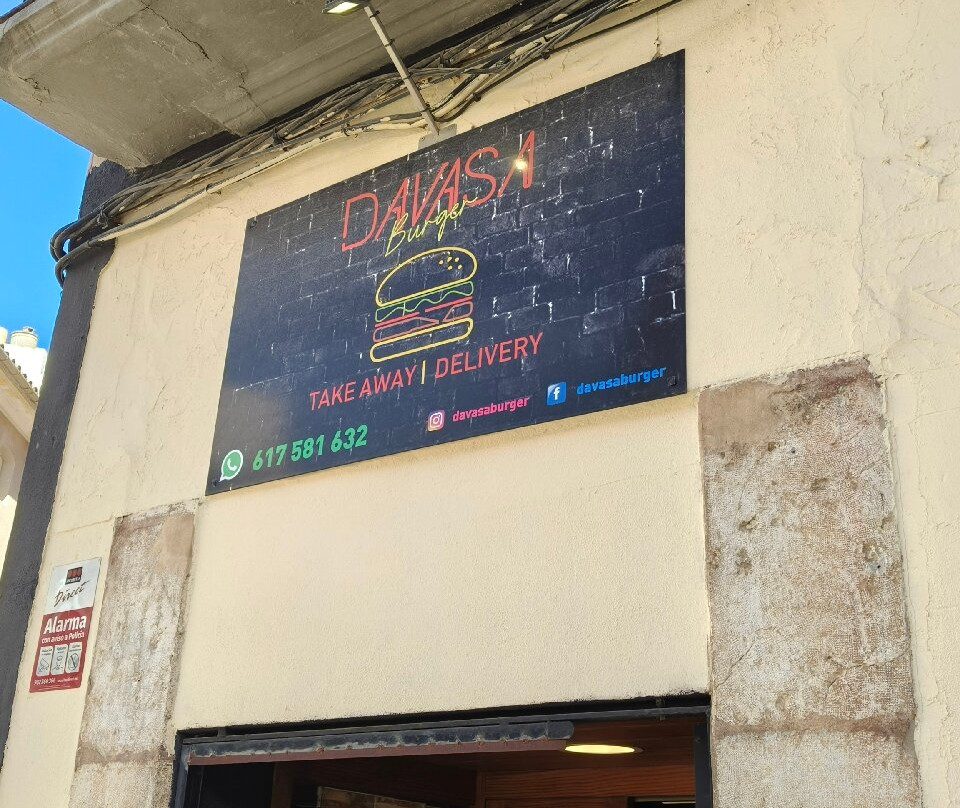 DAVASA
Burger
TAKE AWAY | DELIVERY
617 581 632
davasaburger
davasaburger
Direct
Alarma
con aviso a Policía